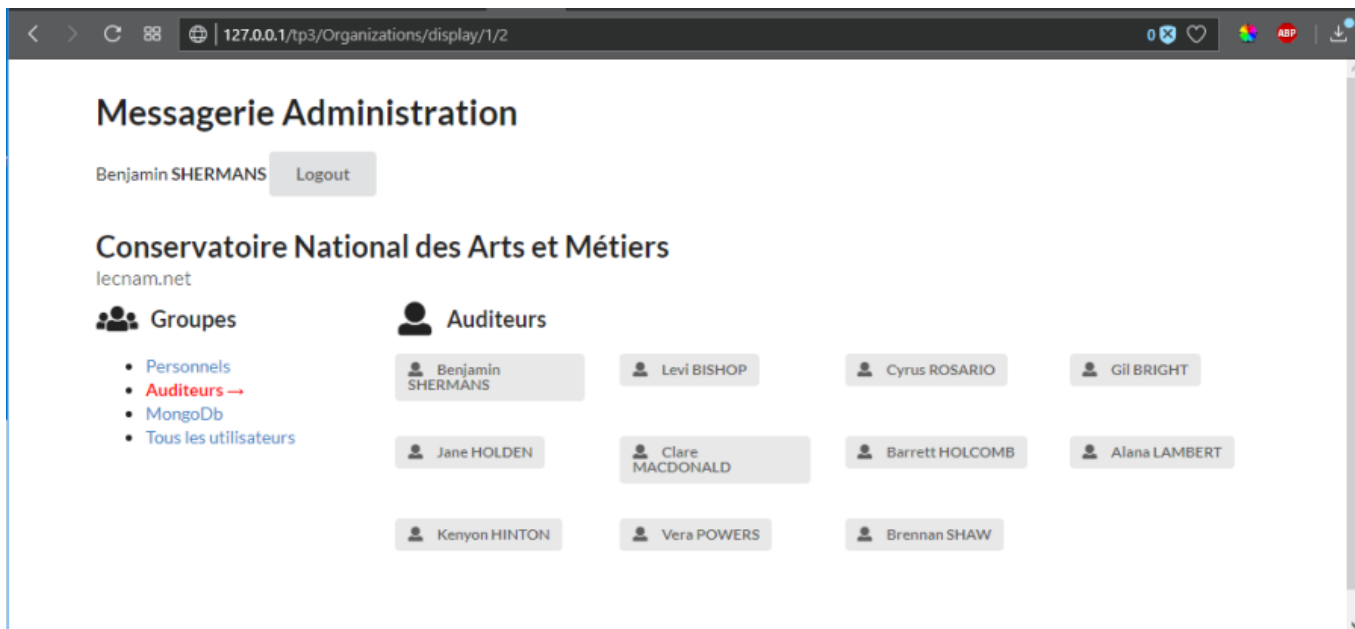 127.0.0.1/tp3/Organizations/display/1/2
0
ABP
Messagerie Administration
Benjamin SHERMANS Logout
Conservatoire National des Arts et Métiers
lecnam.net
Groupes
Personnels
Auditeurs →
MongoDb
Tous les utilisateurs
Auditeurs
Benjamin
SHERMANS
Levi BISHOP
Cyrus ROSARIO
Gil BRIGHT
Jane HOLDEN
Clare
MACDONALD
Barrett HOLCOMB
Alana LAMBERT
Kenyon HINTON
Vera POWERS
Brennan SHAW